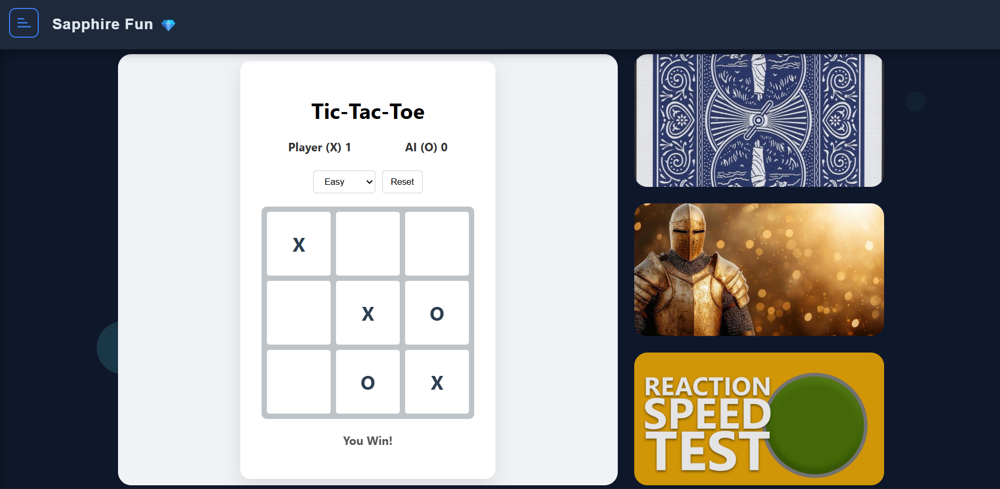 Sapphire Fun 💎
Tic-Tac-Toe
Player (X) 1 AI (O) 0
Easy Reset
X
X O
O X
You Win!
REACTION
SPEED
TEST